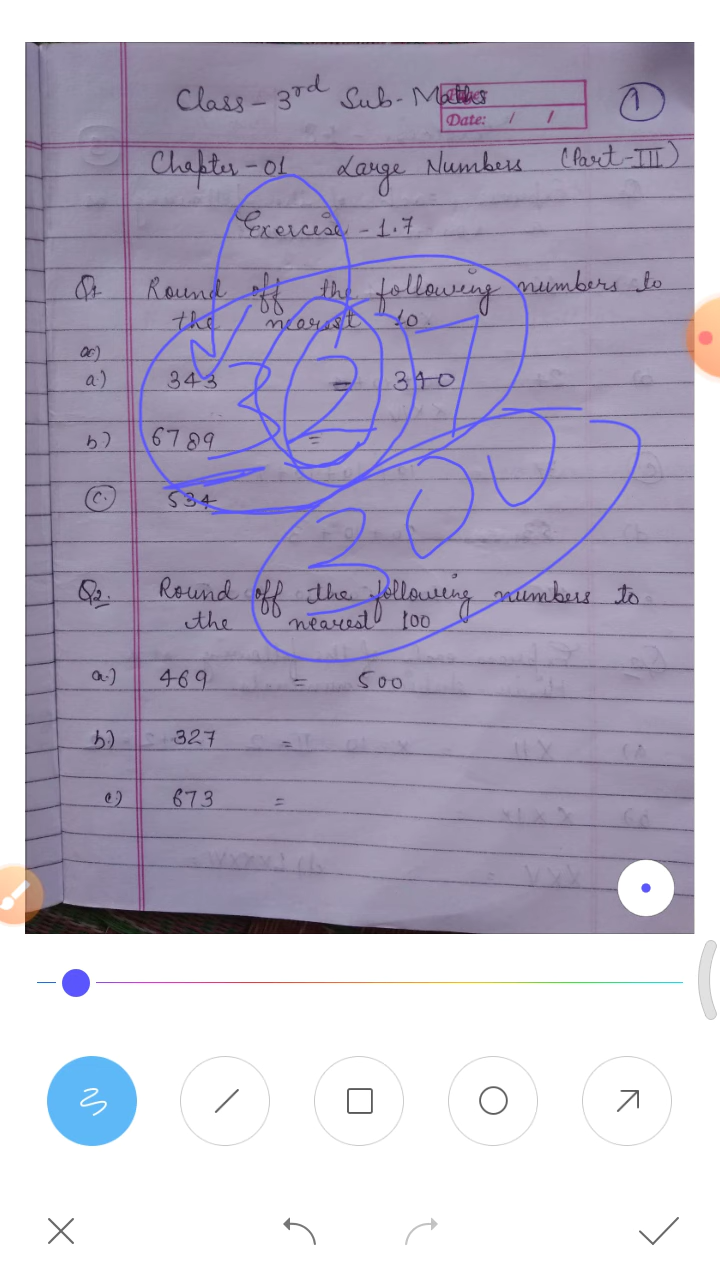 Class - 3rd Sub - Maths
Date: / /
1
Chapter - 01 Large Numbers (Part - III)
Exercise - 1.7
Q1 Round off the following numbers to
the nearest 10.
a)
a.) 343 = 340
b) 6789 =
c. 534
327
300
Q2. Round off the following numbers to
the nearest 100
a.) 469 = 500
b.) 327 =
c) 673 =